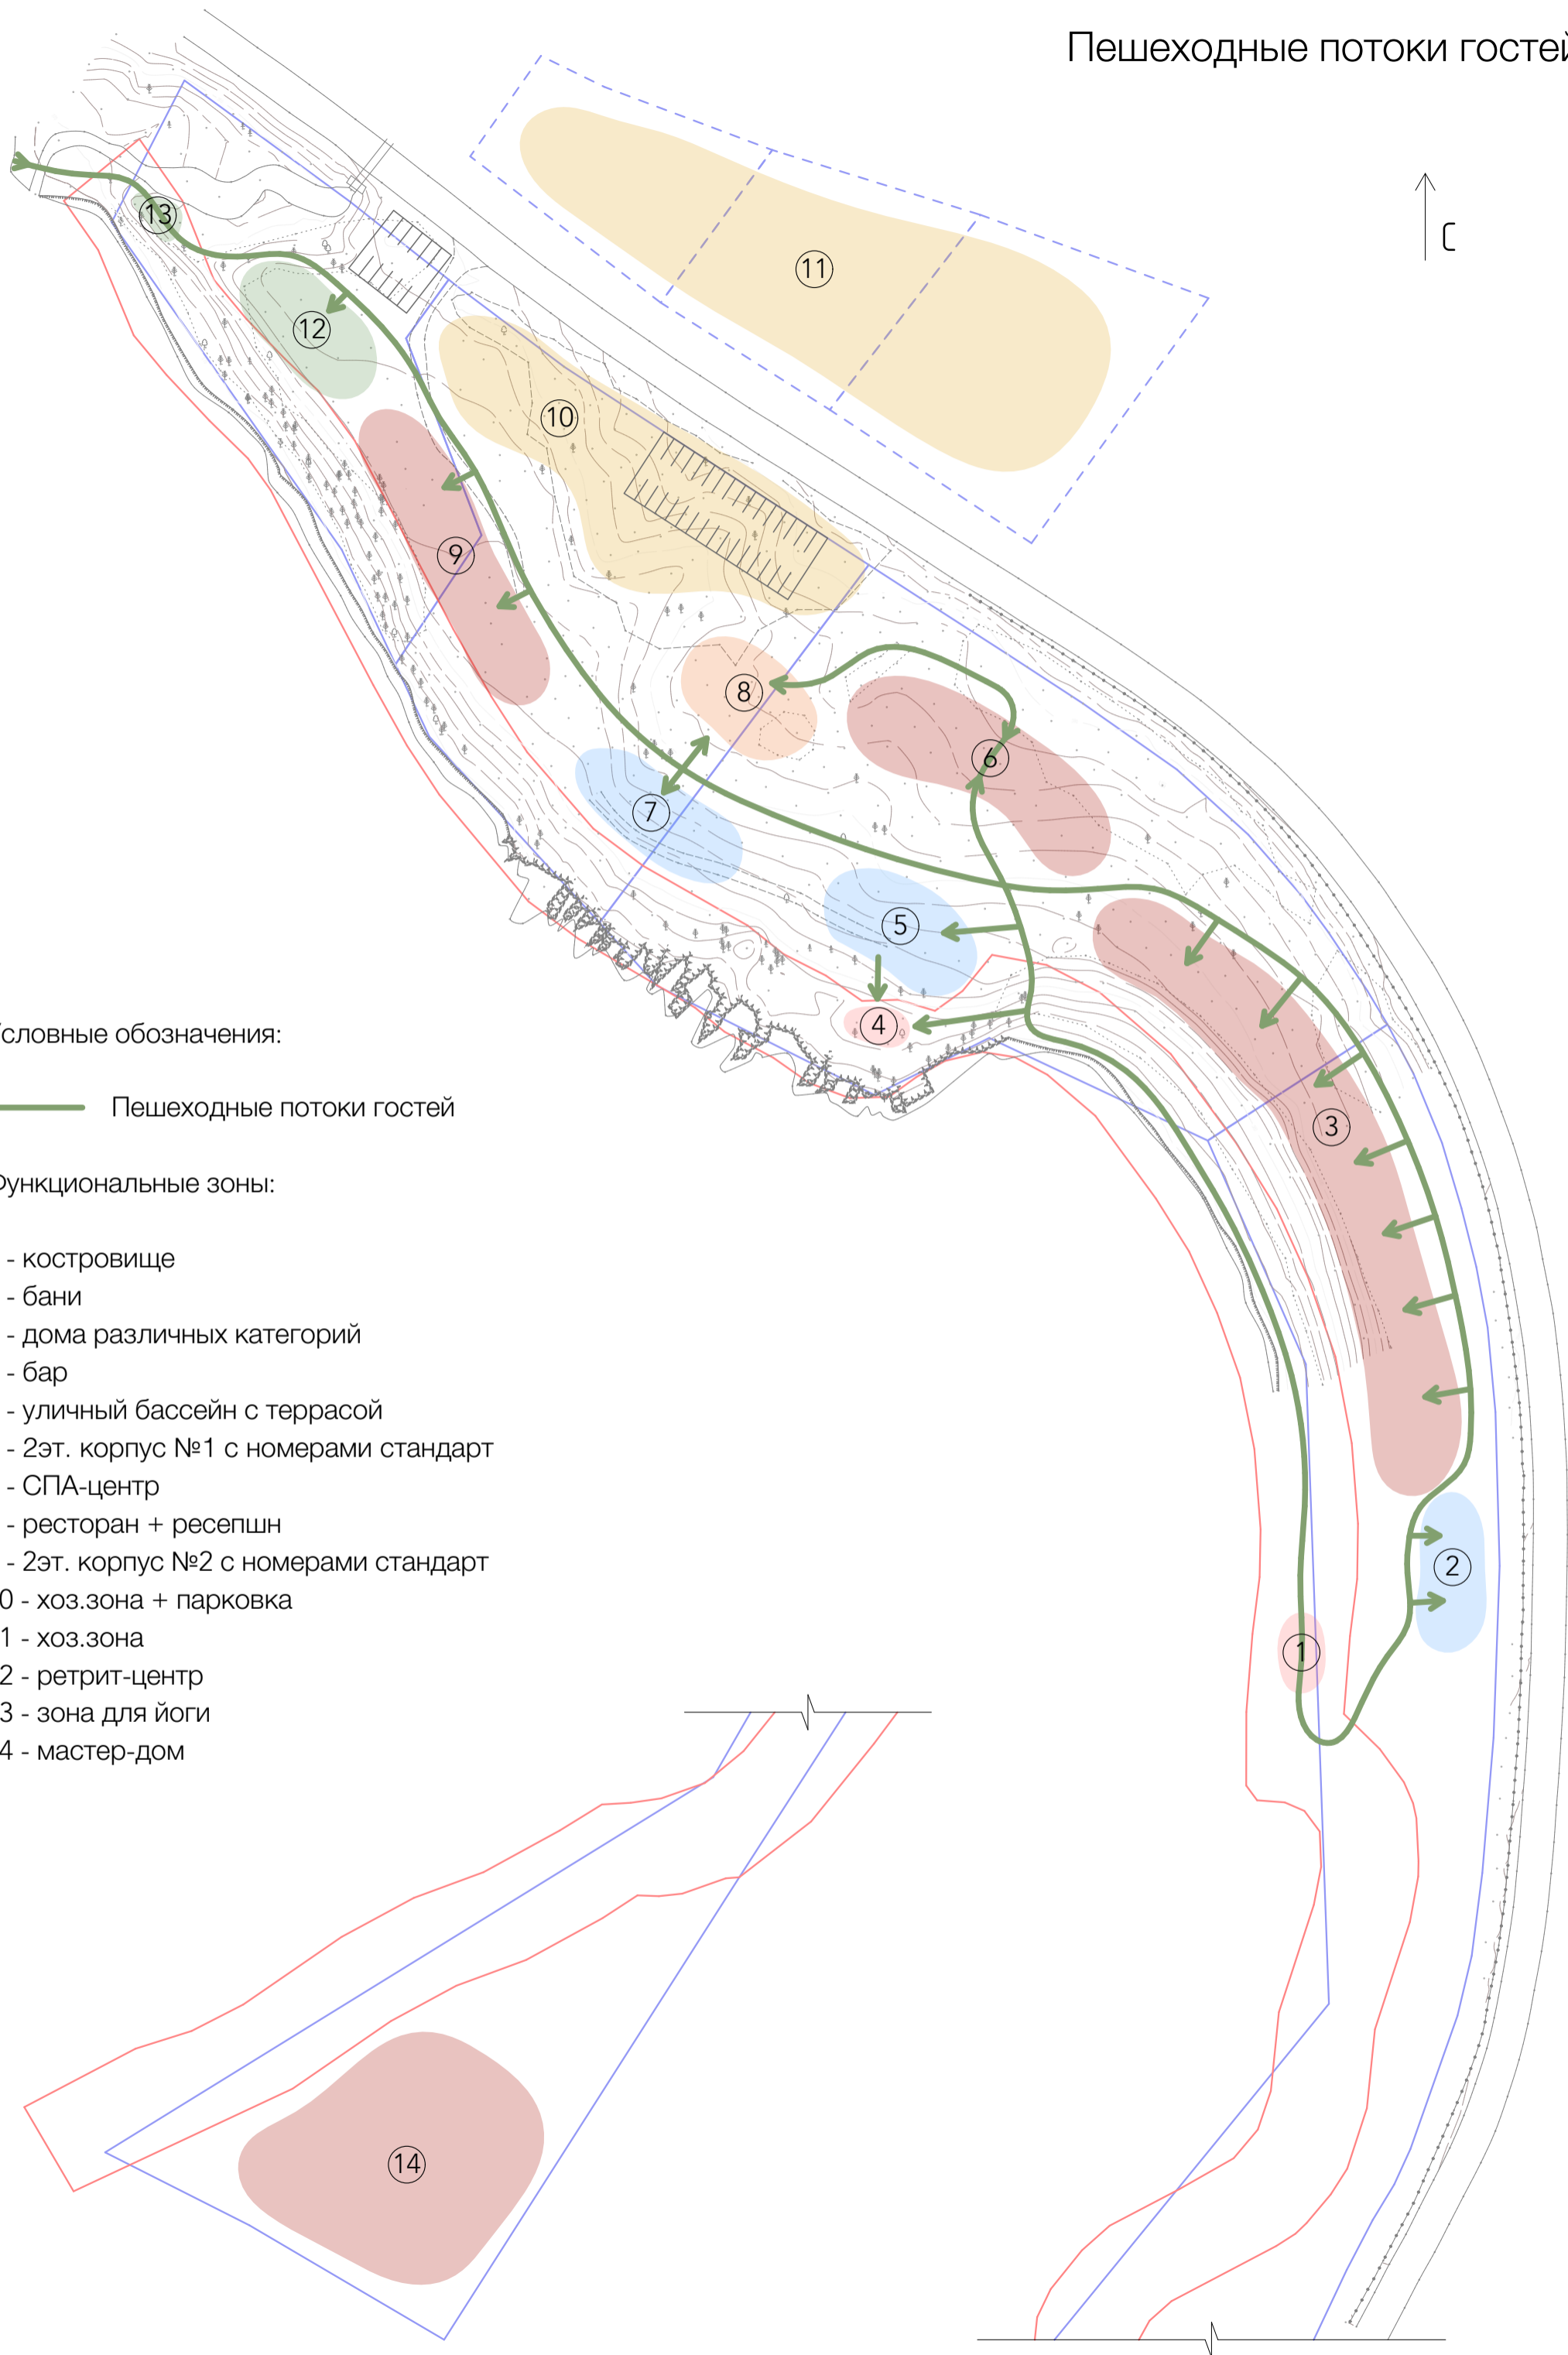 Пешеходные потоки гостей
С
13
11
12
10
9
8
6
7
5
4
3
2
1
14
словные обозначения:
Пешеходные потоки гостей
Функциональные зоны:
- костровище
- бани
- дома различных категорий
- бар
- уличный бассейн с террасой
- 2эт. корпус №1 с номерами стандарт
- СПА-центр
- ресторан + ресепшн
- 2эт. корпус №2 с номерами стандарт
0 - хоз.зона + парковка
1 - хоз.зона
2 - ретрит-центр
3 - зона для йоги
4 - мастер-дом